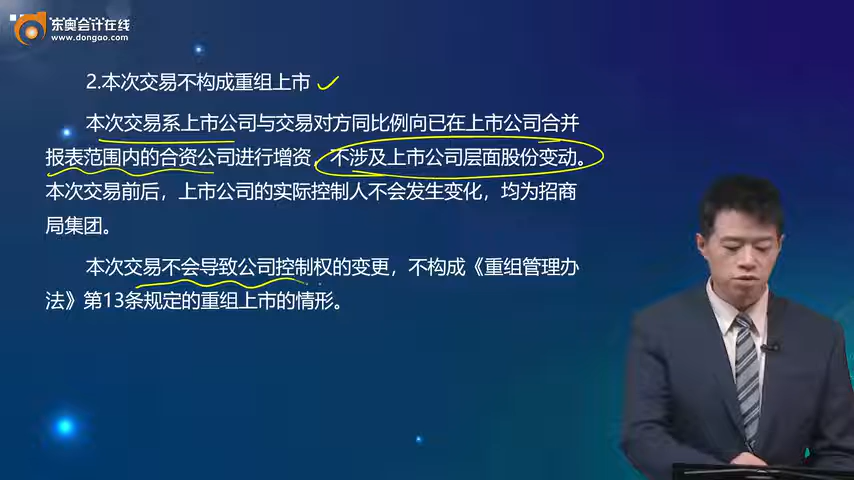 东奥会计在线
www.dongao.com
2.本次交易不构成重组上市
本次交易系上市公司与交易对方同比例向已在上市公司合并
报表范围内的合资公司进行增资，不涉及上市公司层面股份变动。
本次交易前后，上市公司的实际控制人不会发生变化，均为招商
局集团。
本次交易不会导致公司控制权的变更，不构成《重组管理办
法》第13条规定的重组上市的情形。